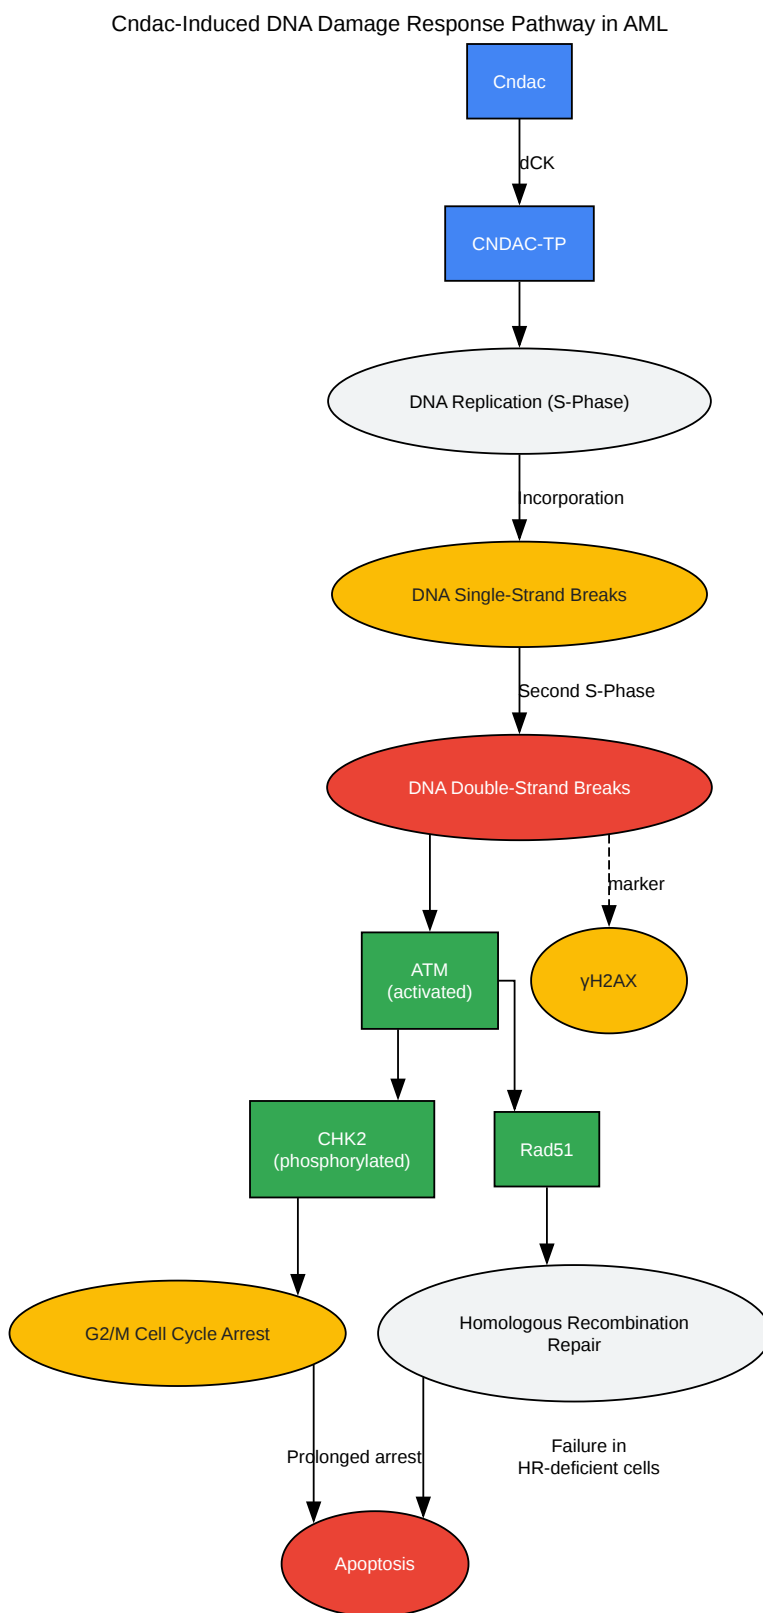 Cndac-Induced DNA Damage Response Pathway in AML
Cndac
dCK
CNDAC-TP
DNA Replication (S-Phase)
Incorporation
DNA Single-Strand Breaks
Second S-Phase
DNA Double-Strand Breaks
marker
ATM
(activated)
γH2AX
CHK2
(phosphorylated)
Rad51
G2/M Cell Cycle Arrest
Homologous Recombination
Repair
Prolonged arrest
Failure in
HR-deficient cells
Apoptosis